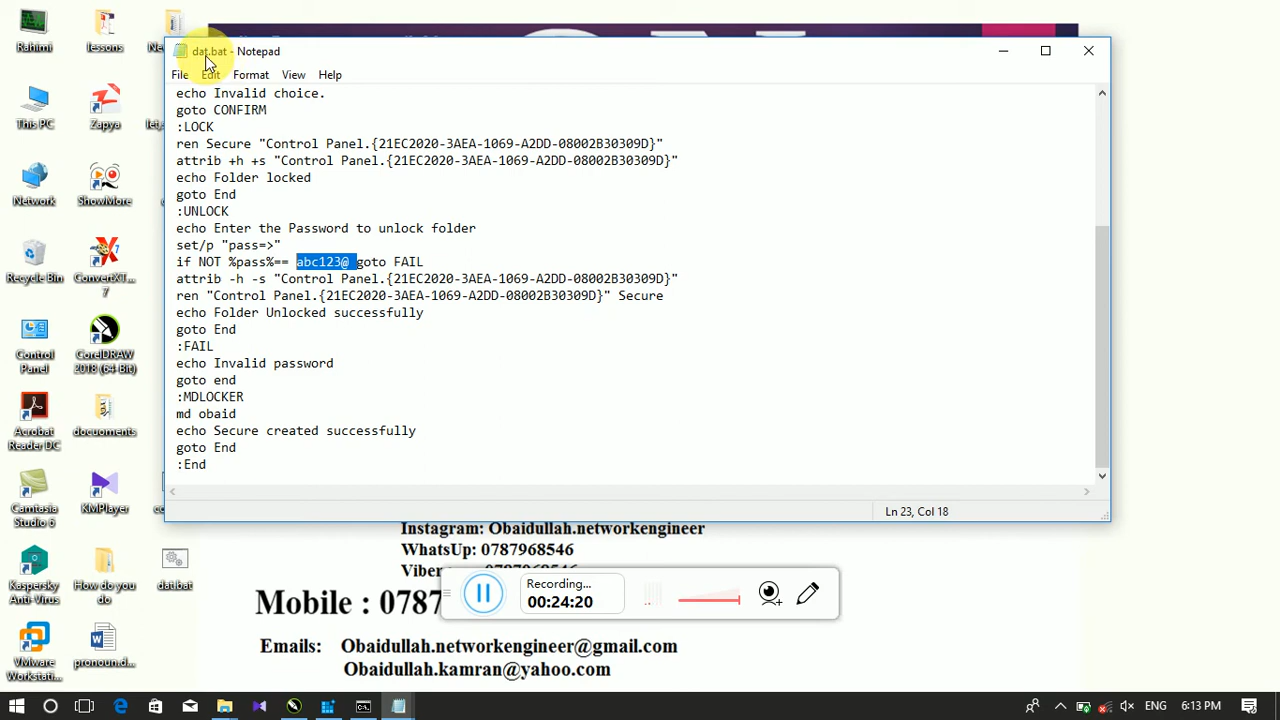 Rahimi
lessons
This PC
Zapya
Network
ShowMore
Recycle Bin
ConvertXT...
7
Control
Panel
CorelDRAW
2018 (64-Bit)
Acrobat
Reader DC
docuoments
Camtasia
Studio 6
KMPlayer
Kaspersky
Anti-Virus
How do you
do
dat.bat
VMware
Workstati...
pronoun.d...
dat.bat - Notepad
File Edit Format View Help
echo Invalid choice.
goto CONFIRM
:LOCK
ren Secure "Control Panel.{21EC2020-3AEA-1069-A2DD-08002B30309D}"
attrib +h +s "Control Panel.{21EC2020-3AEA-1069-A2DD-08002B30309D}"
echo Folder locked
goto End
:UNLOCK
echo Enter the Password to unlock folder
set/p "pass=>"
if NOT %pass%== abc123@ goto FAIL
attrib -h -s "Control Panel.{21EC2020-3AEA-1069-A2DD-08002B30309D}"
ren "Control Panel.{21EC2020-3AEA-1069-A2DD-08002B30309D}" Secure
echo Folder Unlocked successfully
goto End
:FAIL
echo Invalid password
goto end
:MDLOCKER
md obaid
echo Secure created successfully
goto End
:End
Ln 23, Col 18
Instagram: Obaidullah.networkengineer
WhatsUp: 0787968546
Recording...
00:24:20
Mobile : 0787
Emails: Obaidullah.networkengineer@gmail.com
Obaidullah.kamran@yahoo.com
ENG
6:13 PM